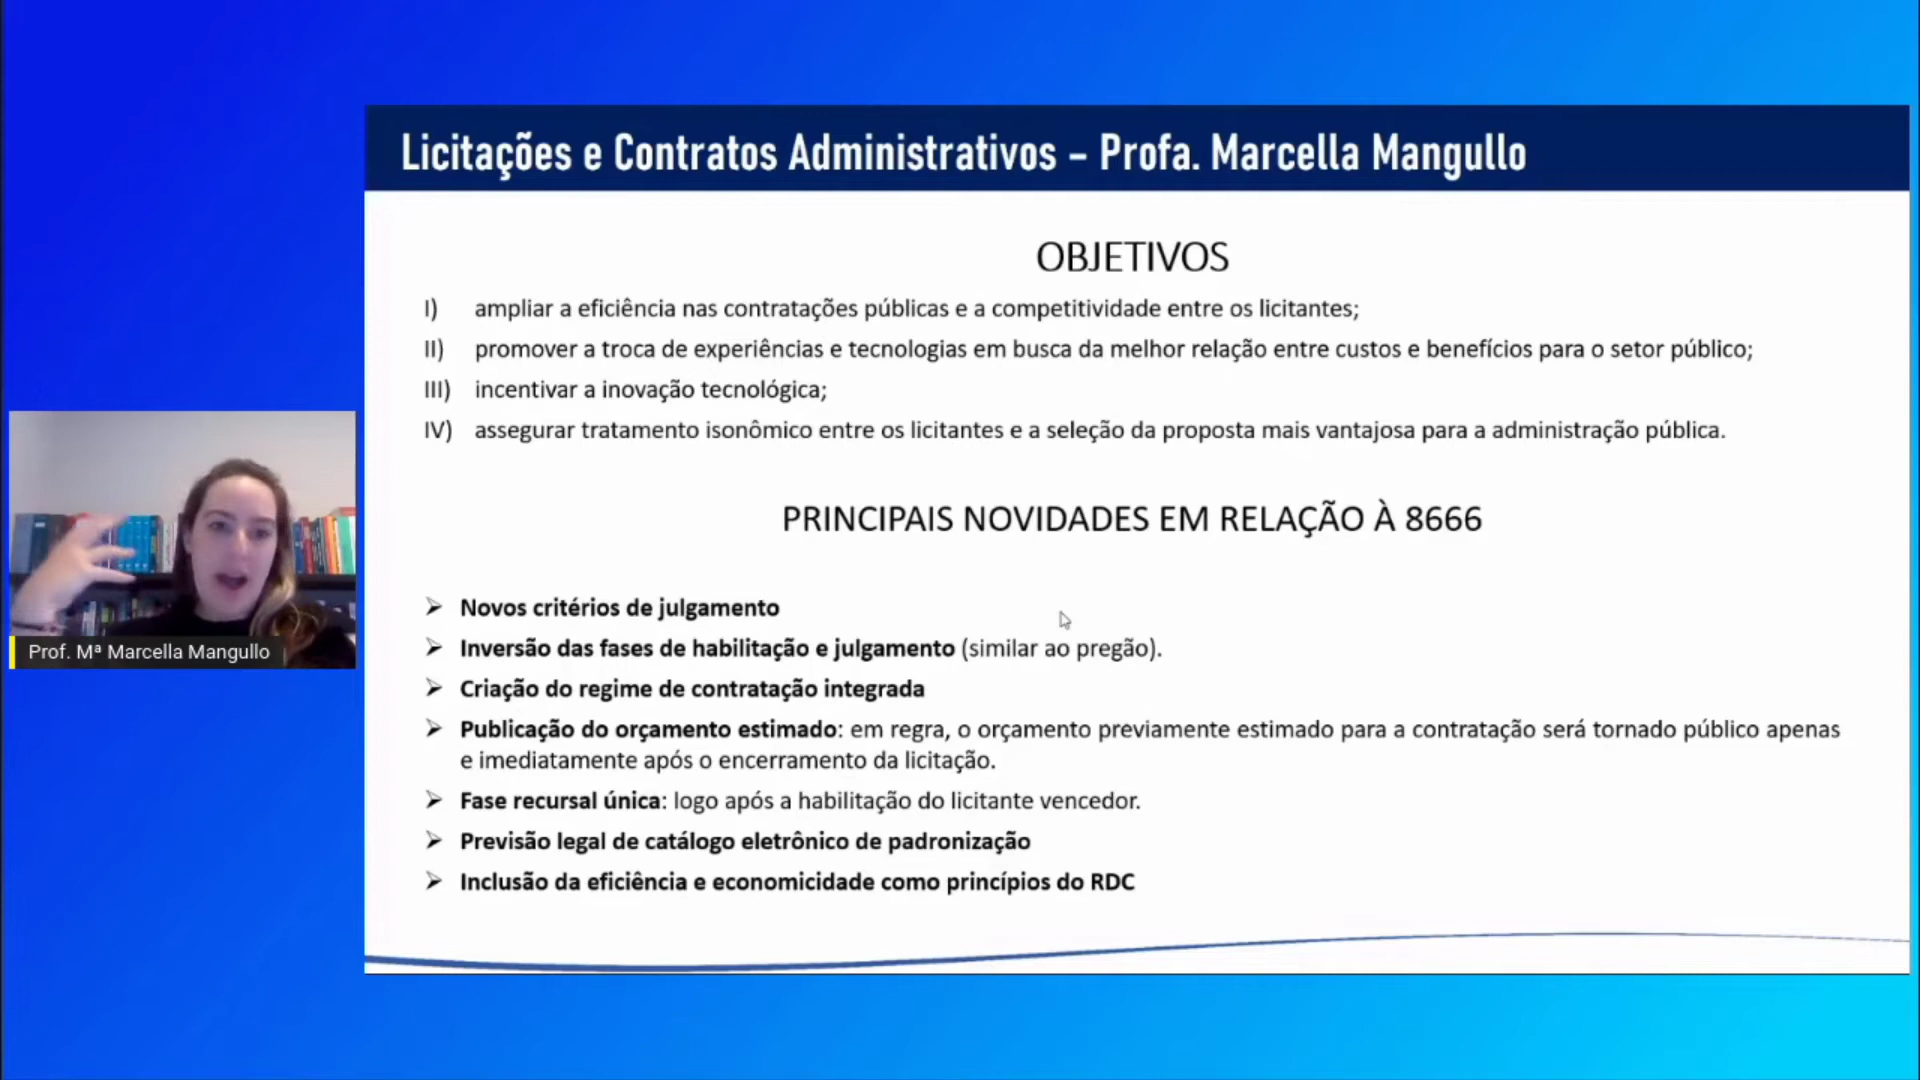 Licitações e Contratos Administrativos – Profa. Marcella Mangullo
OBJETIVOS
I) ampliar a eficiência nas contratações públicas e a competitividade entre os licitantes;
II) promover a troca de experiências e tecnologias em busca da melhor relação entre custos e benefícios para o setor público;
III) incentivar a inovação tecnológica;
IV) assegurar tratamento isonômico entre os licitantes e a seleção da proposta mais vantajosa para a administração pública.
PRINCIPAIS NOVIDADES EM RELAÇÃO À 8666
➢ Novos critérios de julgamento
➢ Inversão das fases de habilitação e julgamento (similar ao pregão).
➢ Criação do regime de contratação integrada
➢ Publicação do orçamento estimado: em regra, o orçamento previamente estimado para a contratação será tornado público apenas
e imediatamente após o encerramento da licitação.
➢ Fase recursal única: logo após a habilitação do licitante vencedor.
➢ Previsão legal de catálogo eletrônico de padronização
➢ Inclusão da eficiência e economicidade como princípios do RDC
Prof. Mª Marcella Mangullo